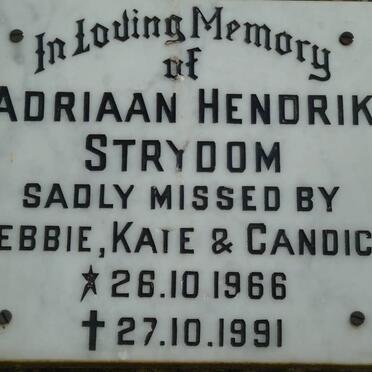 In Loving Memory
of
ADRIAAN HENDRIK
STRYDOM
SADLY MISSED BY
EBBIE, KATE & CANDIC
★ 26.10.1966
✝ 27.10.1991